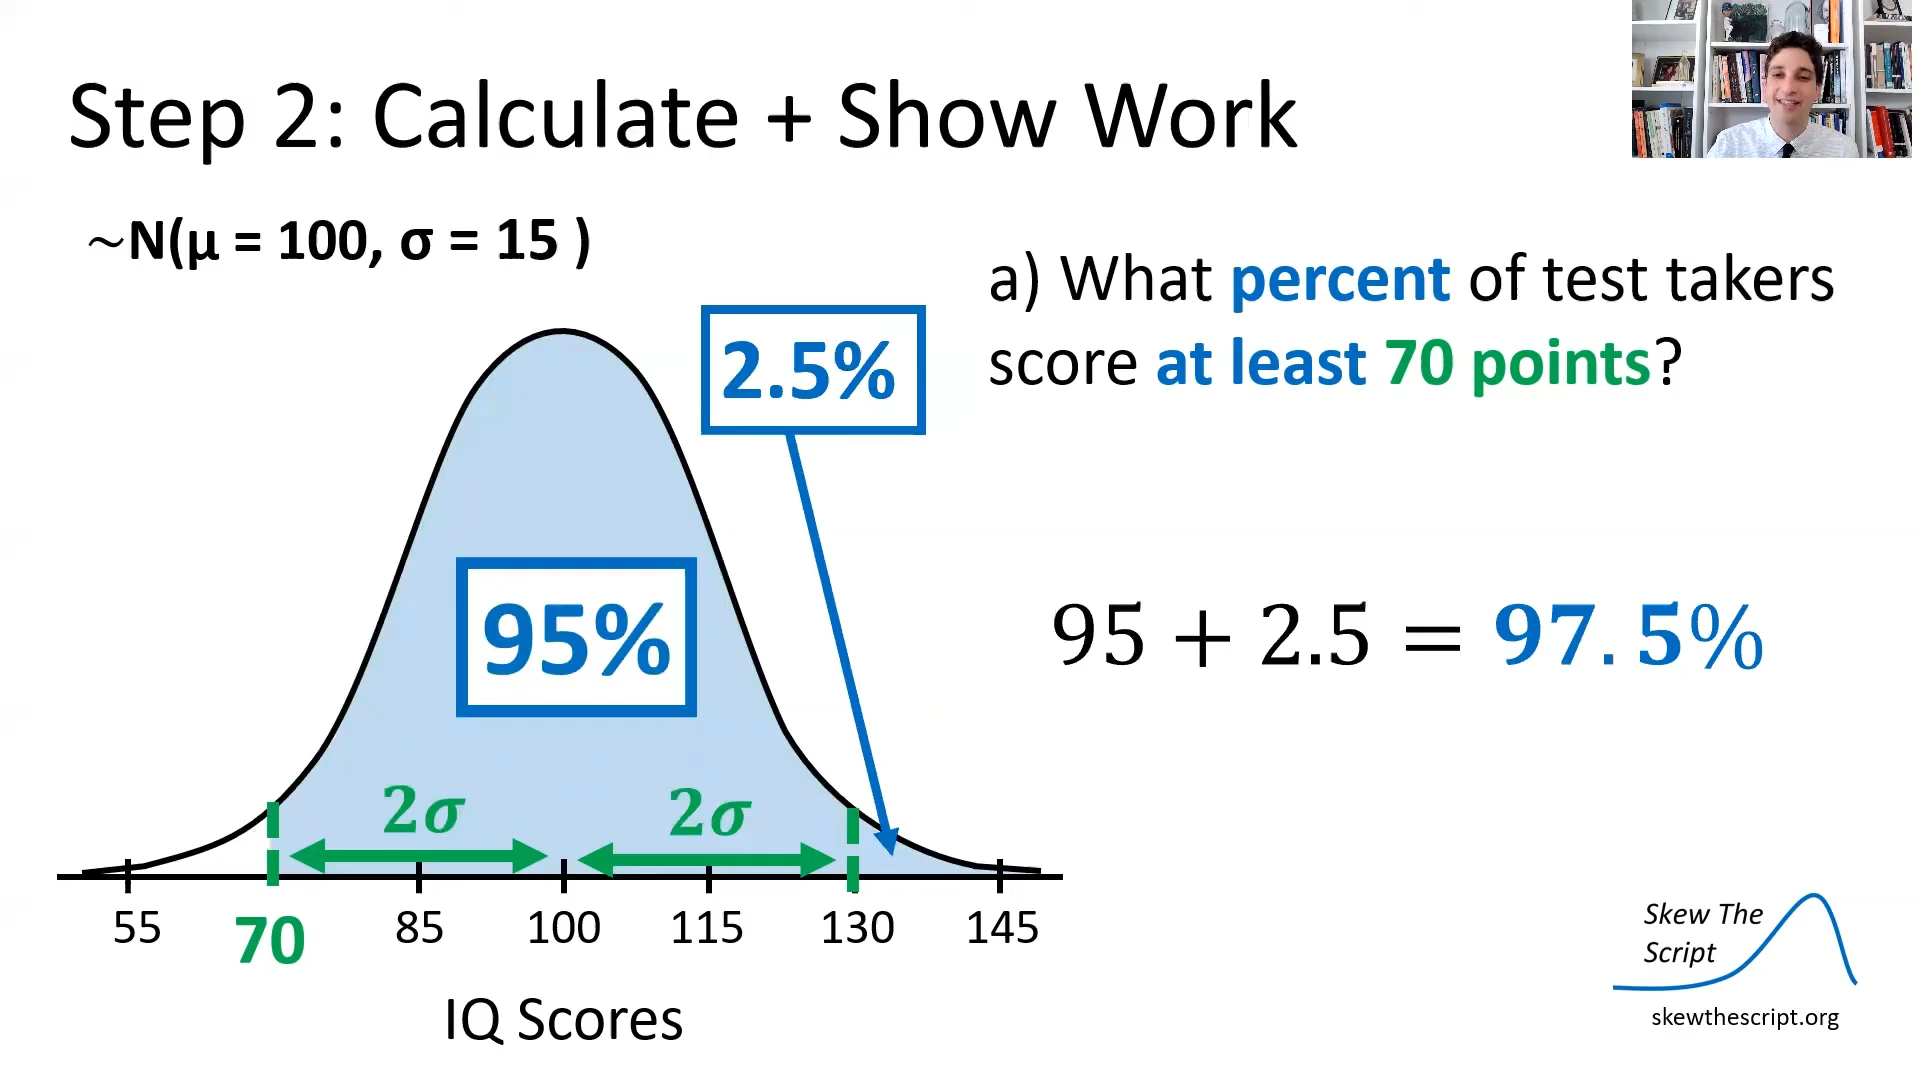 Step 2: Calculate + Show Work
~N(μ = 100, σ = 15 )
a) What percent of test takers
score at least 70 points?
2.5%
95%
95 + 2.5 = 97.5%
2σ 2σ
55 70 85 100 115 130 145
IQ Scores
Skew The
Script
skewthescript.org